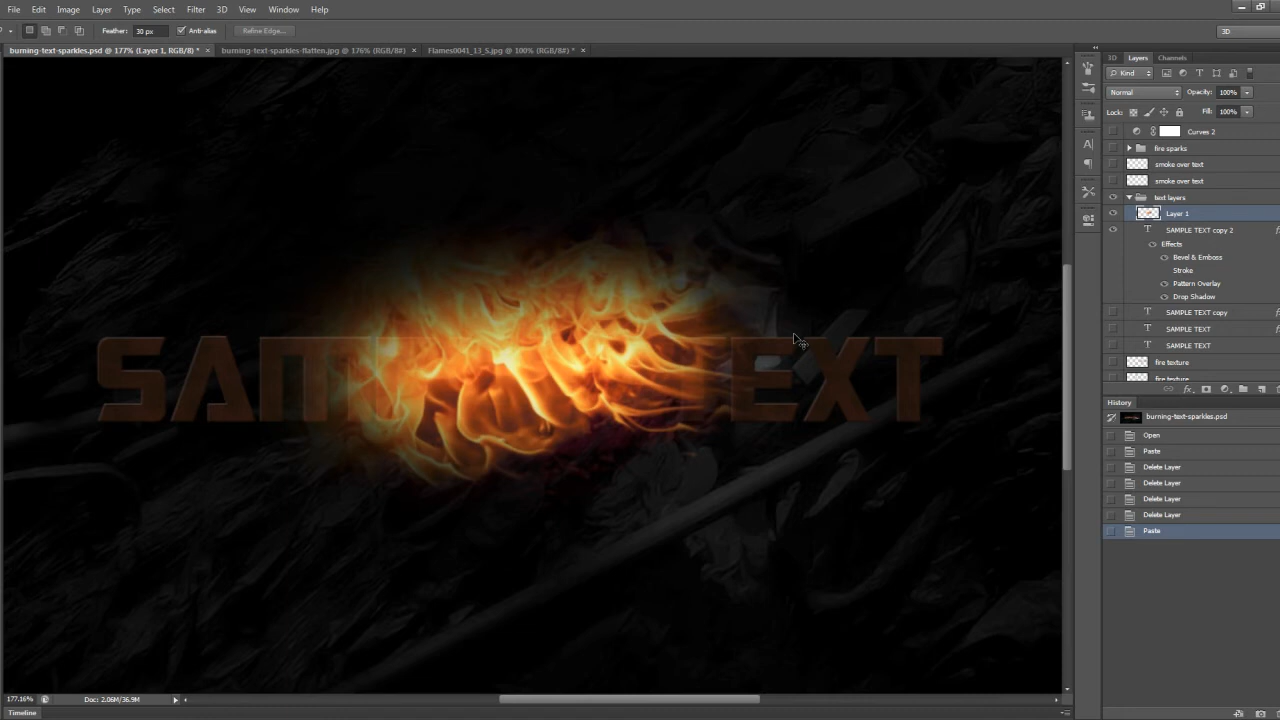 File Edit Image Layer Type Select Filter 3D View Window Help
Feather: 30 px Anti-alias Refine Edge... 3D
burning-text-sparkles.psd @ 177% (Layer 1, RGB/8) * × burning-text-sparkles-flatten.jpg @ 176% (RGB/8#) × Flames0041_13_S.jpg @ 100% (RGB/8#) * ×
3D Layers Channels
Kind
Normal Opacity: 100%
Lock: Fill: 100%
Curves 2
fire sparks
smoke over text
smoke over text
text layers
Layer 1
SAMPLE TEXT copy 2
Effects
Bevel & Emboss
Stroke
Pattern Overlay
Drop Shadow
SAMPLE TEXT copy
SAMPLE TEXT
SAMPLE TEXT
fire texture
fire texture
History
burning-text-sparkles.psd
Open
Paste
Delete Layer
Delete Layer
Delete Layer
Delete Layer
Paste
177.16% Doc: 2.06M/36.9M
Timeline